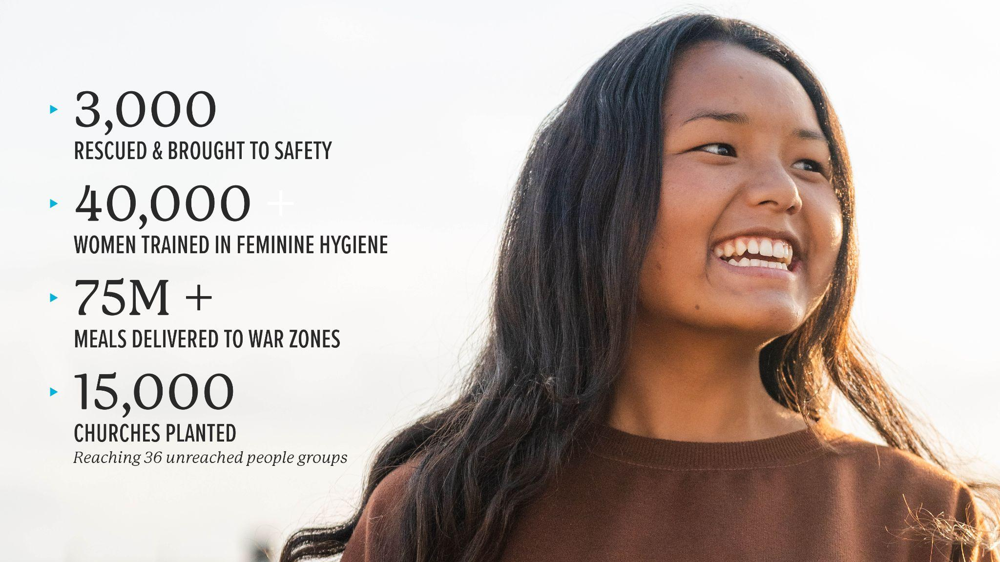 3,000
RESCUED & BROUGHT TO SAFETY
40,000 +
WOMEN TRAINED IN FEMININE HYGIENE
75M +
MEALS DELIVERED TO WAR ZONES
15,000
CHURCHES PLANTED
Reaching 36 unreached people groups